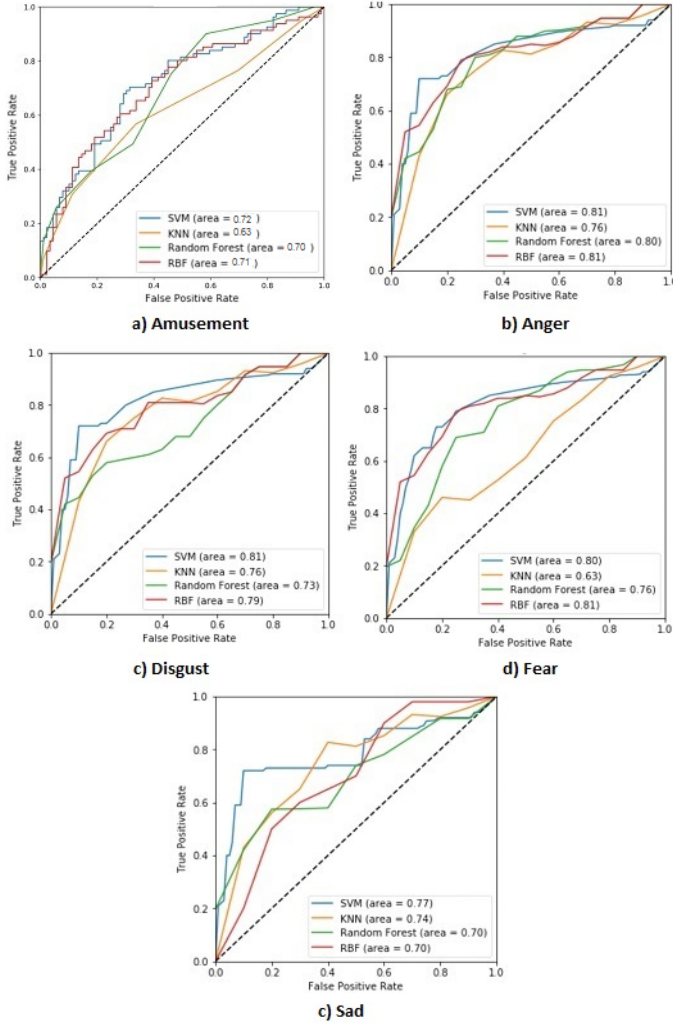 1.0
0.8
0.6
0.4
0.2
0.0
True Positive Rate
SVM (area = 0.72 )
KNN (area = 0.63 )
Random Forest (area = 0.70 )
RBF (area = 0.71 )
0.0 0.2 0.4 0.6 0.8 1.0
False Positive Rate
a) Amusement
1.0
0.8
0.6
0.4
0.2
0.0
True Positive Rate
SVM (area = 0.81)
KNN (area = 0.76)
Random Forest (area = 0.80)
RBF (area = 0.81)
0.0 0.2 0.4 0.6 0.8 1.0
False Positive Rate
b) Anger
1.0
0.8
0.6
0.4
0.2
0.0
True Positive Rate
SVM (area = 0.81)
KNN (area = 0.76)
Random Forest (area = 0.73)
RBF (area = 0.79)
0.0 0.2 0.4 0.6 0.8 1.0
False Positive Rate
c) Disgust
1.0
0.8
0.6
0.4
0.2
0.0
True Positive Rate
SVM (area = 0.80)
KNN (area = 0.63)
Random Forest (area = 0.76)
RBF (area = 0.81)
0.0 0.2 0.4 0.6 0.8 1.0
False Positive Rate
d) Fear
1.0
0.8
0.6
0.4
0.2
0.0
True Positive Rate
SVM (area = 0.77)
KNN (area = 0.74)
Random Forest (area = 0.70)
RBF (area = 0.70)
0.0 0.2 0.4 0.6 0.8 1.0
False Positive Rate
c) Sad